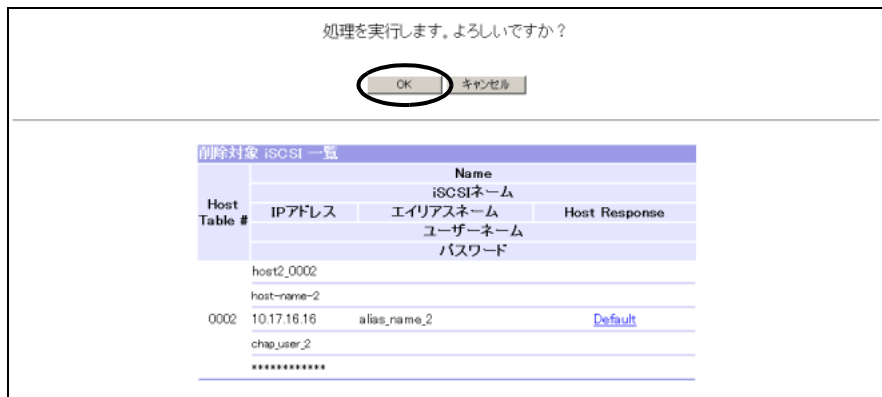 処理を実行します。よろしいですか?
OK キャンセル
削除対象 iSCSI 一覧
Host Table #
Name
iSCSIネーム
IPアドレス エイリアスネーム Host Response
ユーザーネーム
パスワード
host2_0002
host-name-2
0002 10.17.16.16 alias_name_2 Default
chap_user_2
************